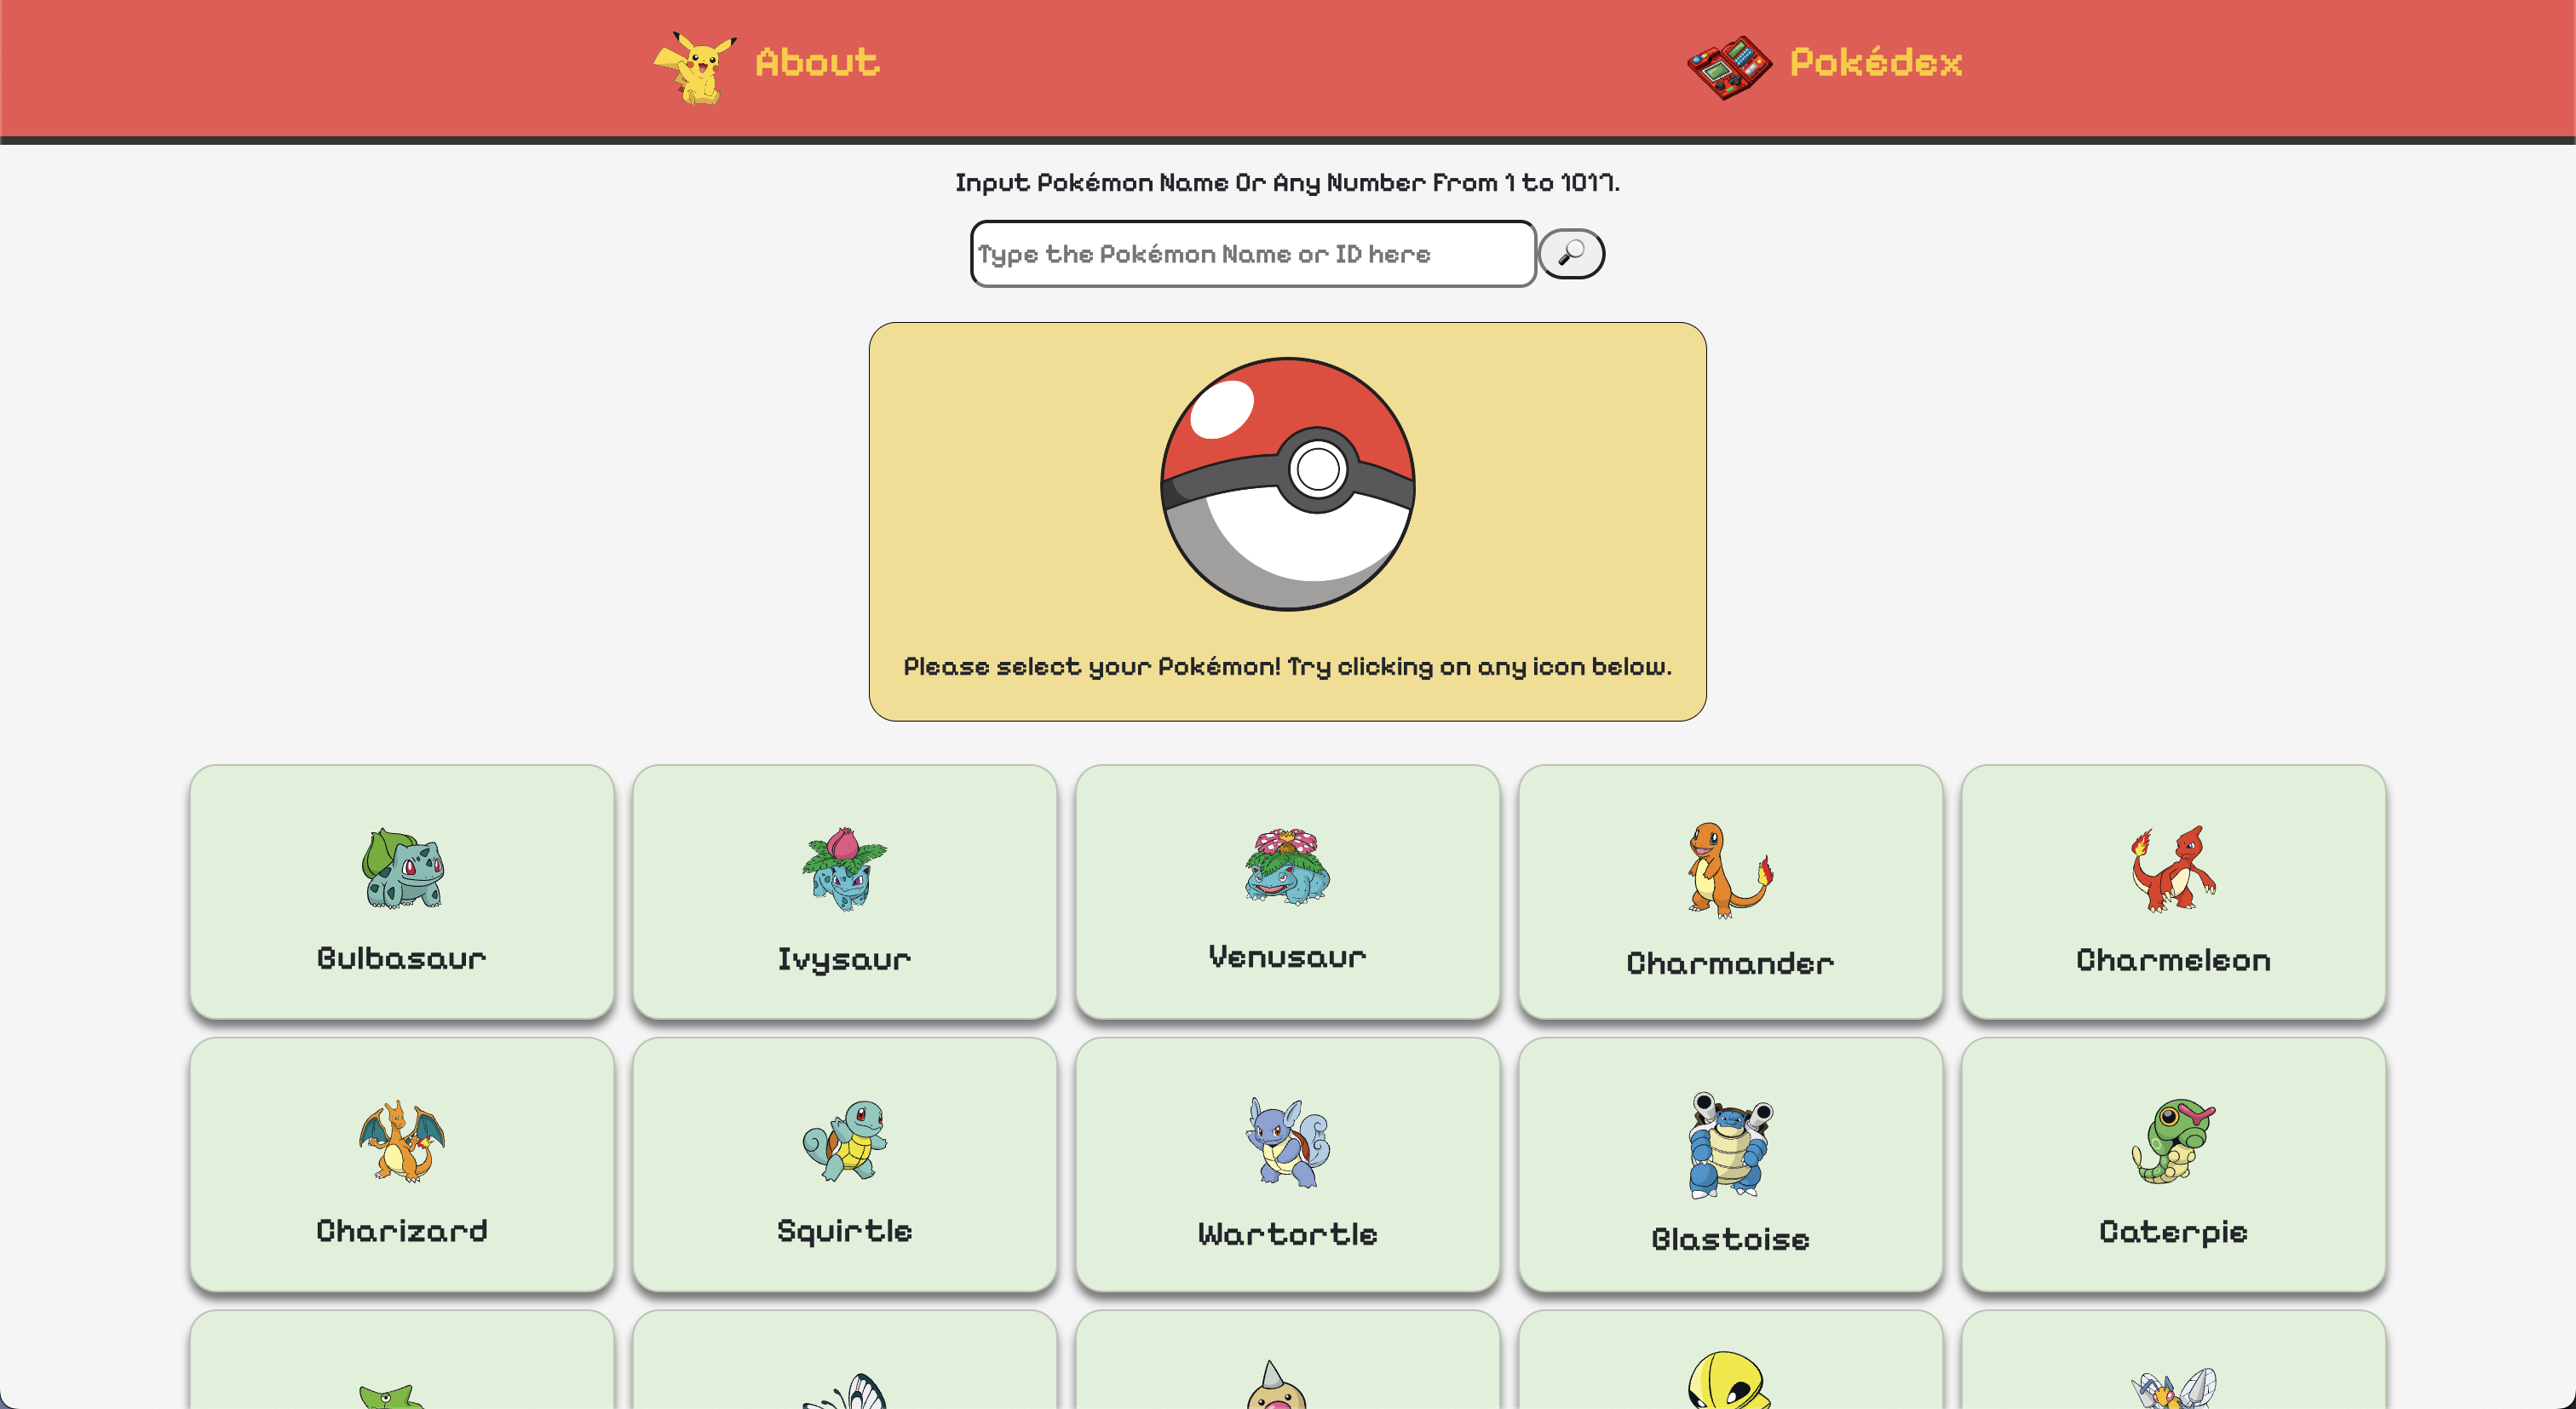 About
Pokédex
Input Pokémon Name Or Any Number From 1 to 1017.
Type the Pokémon Name or ID here
Please select your Pokémon! Try clicking on any icon below.
Bulbasaur
Ivysaur
Venusaur
Charmander
Charmeleon
Charizard
Squirtle
Wartortle
Blastoise
Caterpie